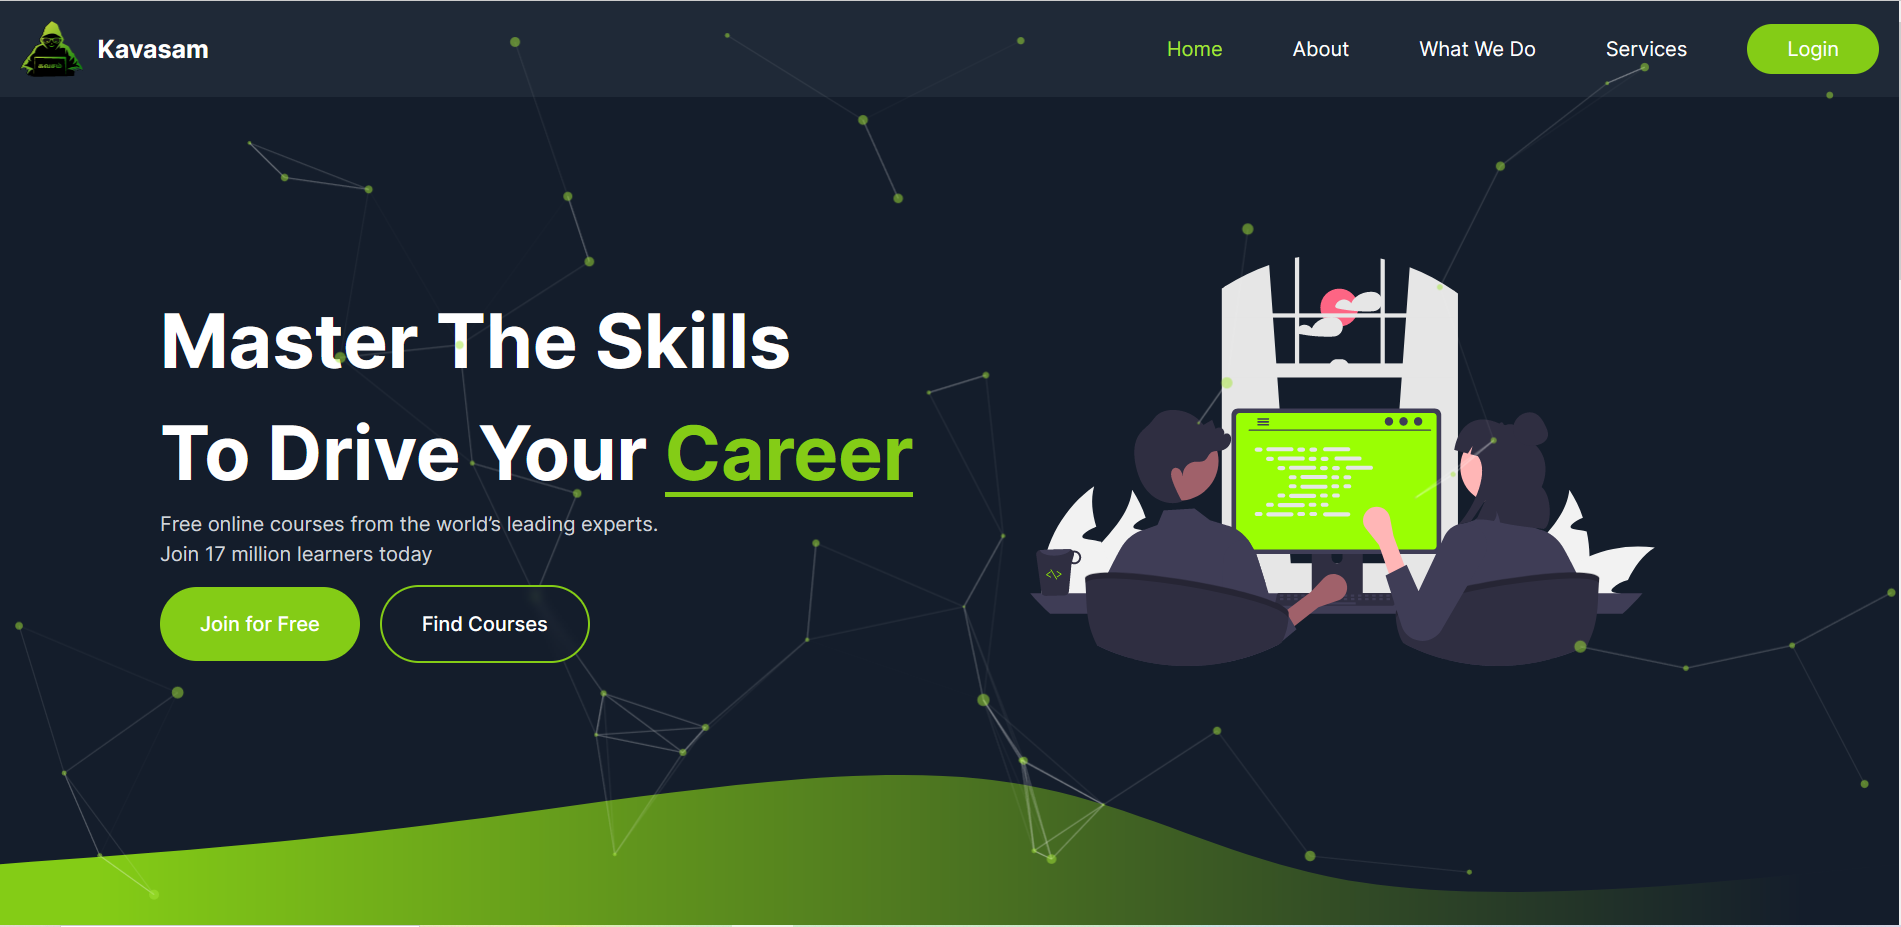 Kavasam
Home About What We Do Services Login
Master The Skills
To Drive Your Career
Free online courses from the world’s leading experts.
Join 17 million learners today
Join for Free Find Courses